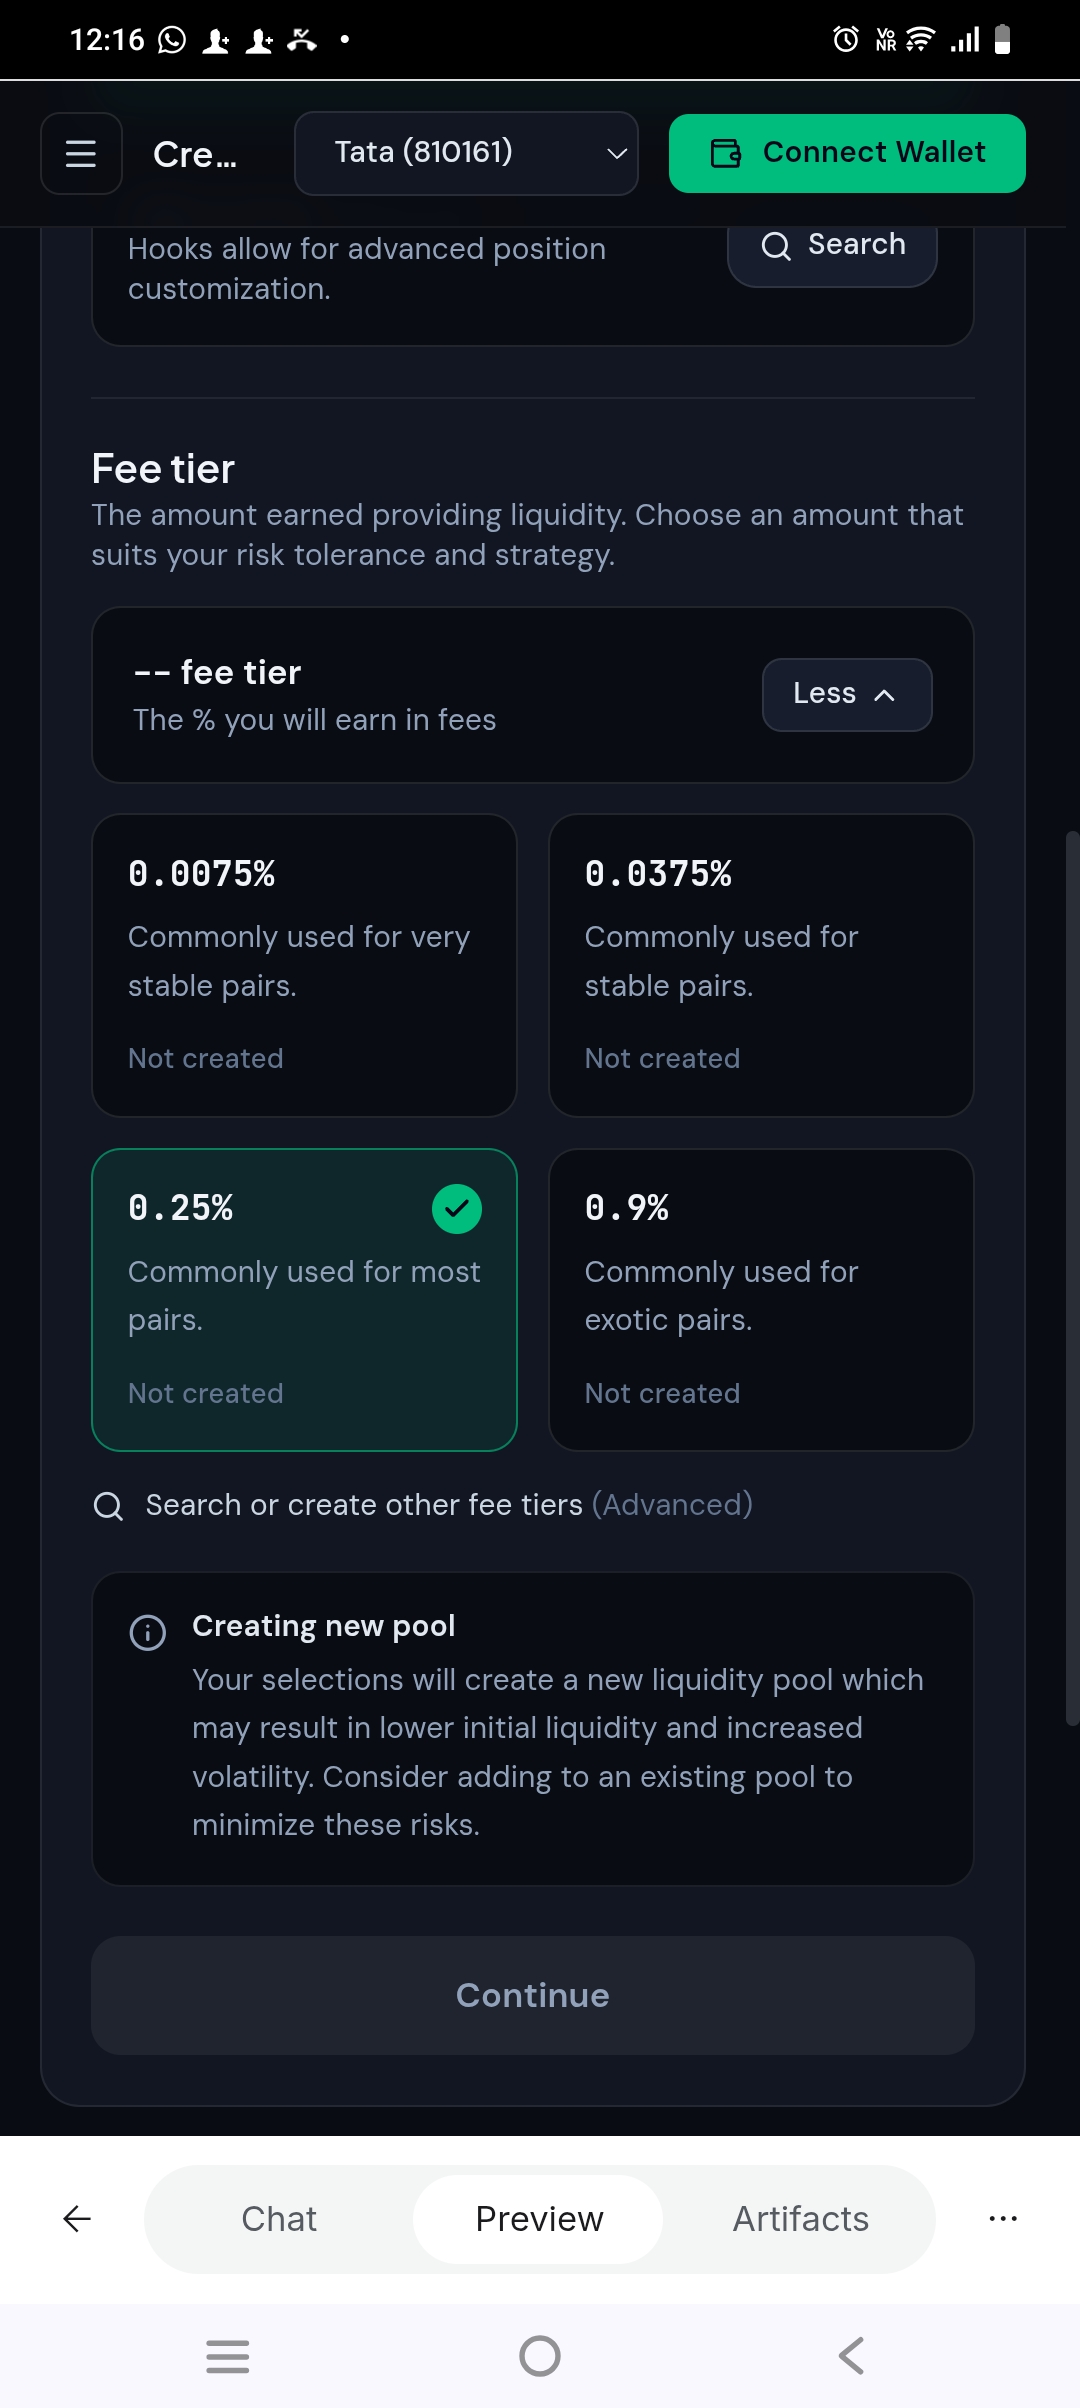 12:16
Vo
NR
Cre...
Tata (810161)
Connect Wallet
Hooks allow for advanced position
customization.
Search
Fee tier
The amount earned providing liquidity. Choose an amount that
suits your risk tolerance and strategy.
-- fee tier
The % you will earn in fees
Less
0.0075%
Commonly used for very
stable pairs.
Not created
0.0375%
Commonly used for
stable pairs.
Not created
0.25%
Commonly used for most
pairs.
Not created
0.9%
Commonly used for
exotic pairs.
Not created
Search or create other fee tiers (Advanced)
Creating new pool
Your selections will create a new liquidity pool which
may result in lower initial liquidity and increased
volatility. Consider adding to an existing pool to
minimize these risks.
Continue
Chat
Preview
Artifacts